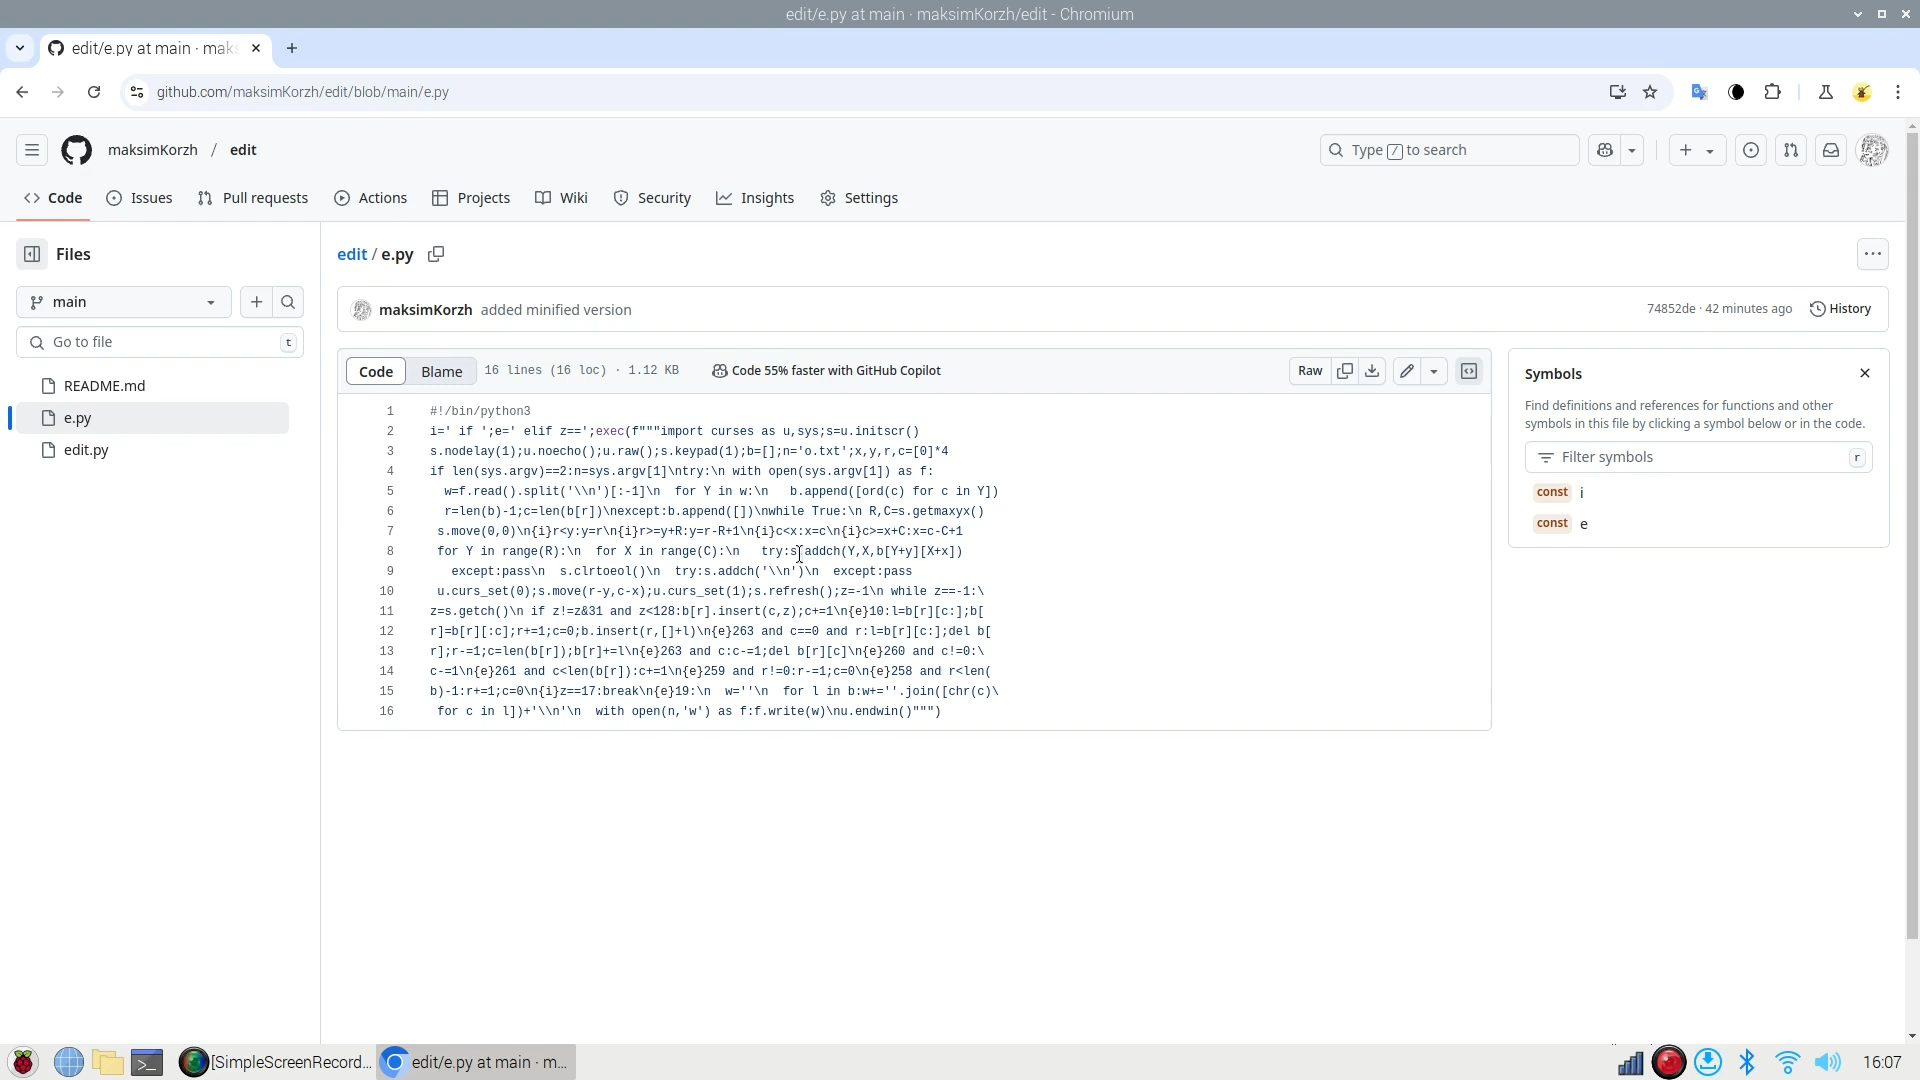 edit/e.py at main · maksimKorzh/edit - Chromium
edit/e.py at main · mak
github.com/maksimKorzh/edit/blob/main/e.py
maksimKorzh / edit
Type / to search
Code Issues Pull requests Actions Projects Wiki Security Insights Settings
Files
main
Go to file t
README.md
e.py
edit.py
edit / e.py
maksimKorzh added minified version
74852de · 42 minutes ago History
Code Blame 16 lines (16 loc) · 1.12 KB Code 55% faster with GitHub Copilot Raw
1 #!/bin/python3
2 i=' if ';e=' elif z==';exec(f"""import curses as u,sys;s=u.initscr()
3 s.nodelay(1);u.noecho();u.raw();s.keypad(1);b=[];n='o.txt';x,y,r,c=[0]*4
4 if len(sys.argv)==2:n=sys.argv[1]\ntry:\n with open(sys.argv[1]) as f:
5   w=f.read().split('\\n')[:-1]\n  for Y in w:\n   b.append([ord(c) for c in Y])
6   r=len(b)-1;c=len(b[r])\nexcept:b.append([])\nwhile True:\n R,C=s.getmaxyx()
7  s.move(0,0)\n{i}r<y:y=r\n{i}r>=y+R:y=r-R+1\n{i}c<x:x=c\n{i}c>=x+C:x=c-C+1
8  for Y in range(R):\n  for X in range(C):\n   try:s.addch(Y,X,b[Y+y][X+x])
9    except:pass\n  s.clrtoeol()\n  try:s.addch('\\n')\n  except:pass
10  u.curs_set(0);s.move(r-y,c-x);u.curs_set(1);s.refresh();z=-1\n while z==-1:\
11 z=s.getch()\n if z!=z&31 and z<128:b[r].insert(c,z);c+=1\n{e}10:l=b[r][c:];b[
12 r]=b[r][:c];r+=1;c=0;b.insert(r,[]+l)\n{e}263 and c==0 and r:l=b[r][c:];del b[
13 r];r-=1;c=len(b[r]);b[r]+=l\n{e}263 and c:c-=1;del b[r][c]\n{e}260 and c!=0:\
14 c-=1\n{e}261 and c<len(b[r]):c+=1\n{e}259 and r!=0:r-=1;c=0\n{e}258 and r<len(
15 b)-1:r+=1;c=0\n{i}z==17:break\n{e}19:\n  w=''\n  for l in b:w+=''.join([chr(c)\
16  for c in l])+'\\n'\n  with open(n,'w') as f:f.write(w)\nu.endwin()""")
Symbols
Find definitions and references for functions and other
symbols in this file by clicking a symbol below or in the code.
Filter symbols r
const i
const e
[SimpleScreenRecord... edit/e.py at main · m... 16:07